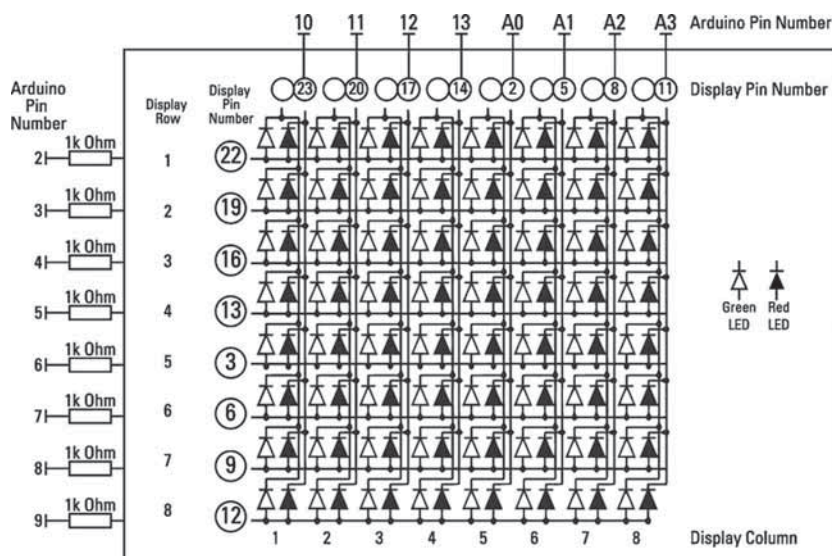 10 11 12 13 A0 A1 A2 A3 Arduino Pin Number
23 20 17 14 2 5 8 11 Display Pin Number
Arduino
Pin
Number
Display
Row
Display
Pin
Number
2 1k Ohm 1 22
3 1k Ohm 2 19
4 1k Ohm 3 16
5 1k Ohm 4 13
6 1k Ohm 5 3
7 1k Ohm 6 6
8 1k Ohm 7 9
9 1k Ohm 8 12
Green
LED
Red
LED
1 2 3 4 5 6 7 8 Display Column